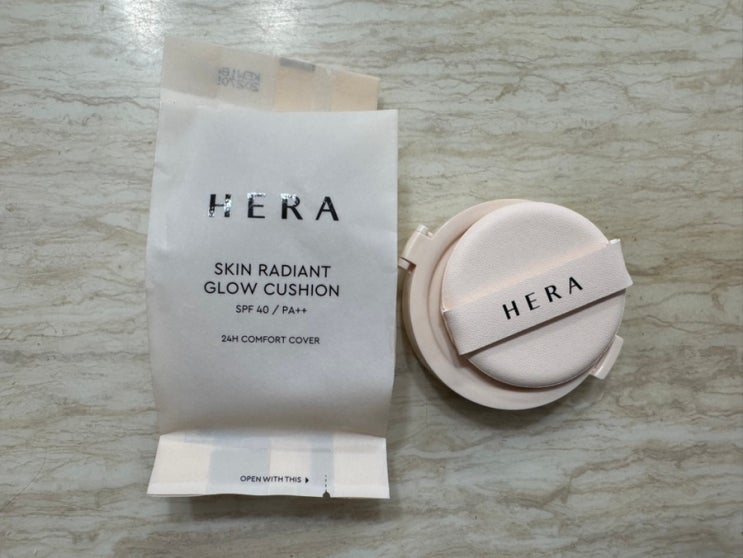 HERA
SKIN RADIANT
GLOW CUSHION
SPF 40 / PA++
24H COMFORT COVER
OPEN WITH THIS
HERA